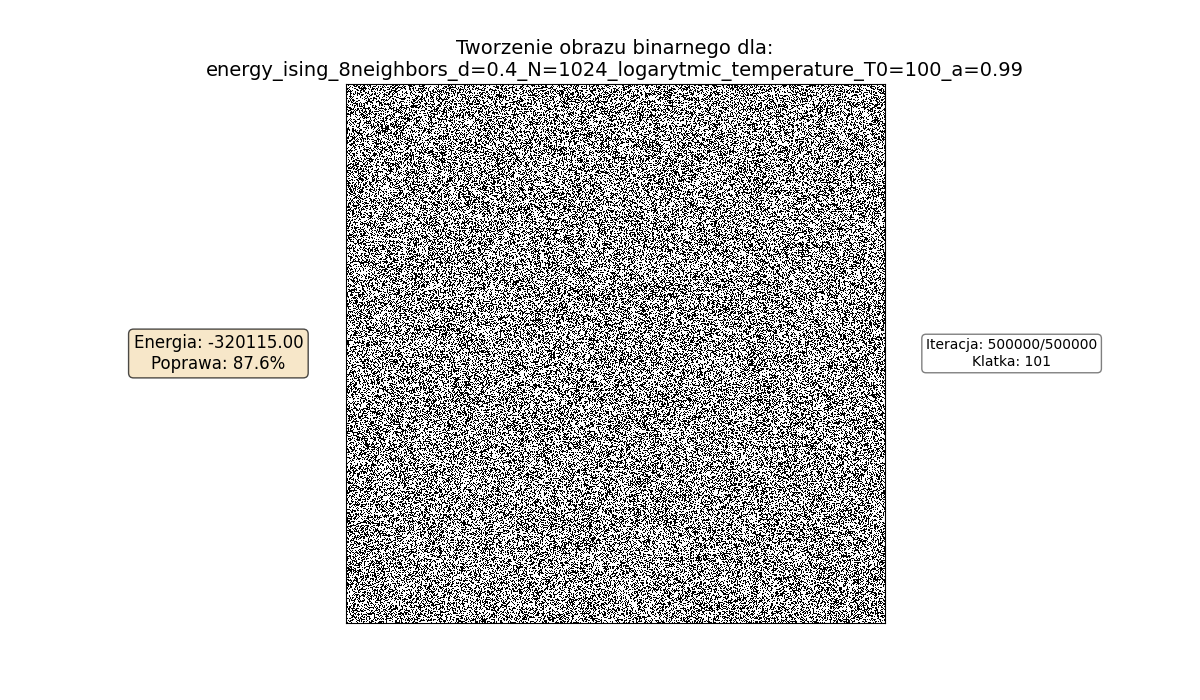 Tworzenie obrazu binarnego dla:
energy_ising_8neighbors_d=0.4_N=1024_logarytmic_temperature_T0=100_a=0.99
Energia: -320115.00
Poprawa: 87.6%
Iteracja: 500000/500000
Klatka: 101